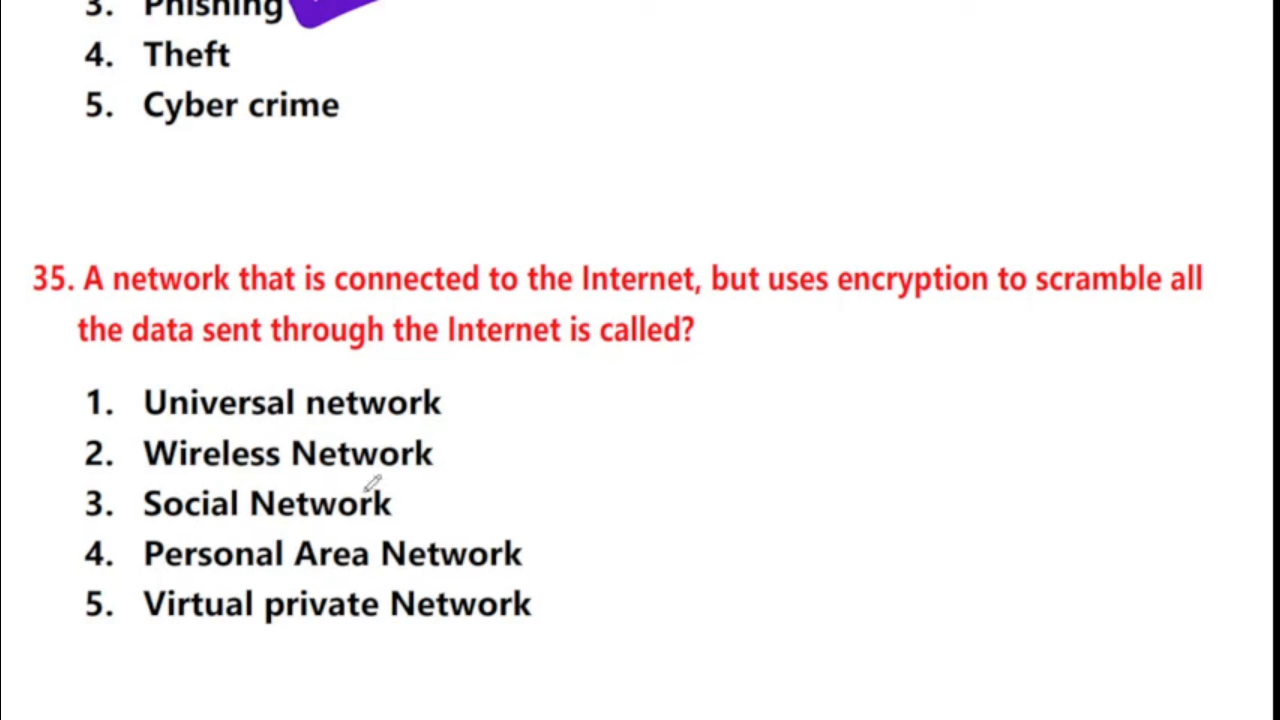 3. Phishing
4. Theft
5. Cyber crime
35. A network that is connected to the Internet, but uses encryption to scramble all
the data sent through the Internet is called?
1. Universal network
2. Wireless Network
3. Social Network
4. Personal Area Network
5. Virtual private Network